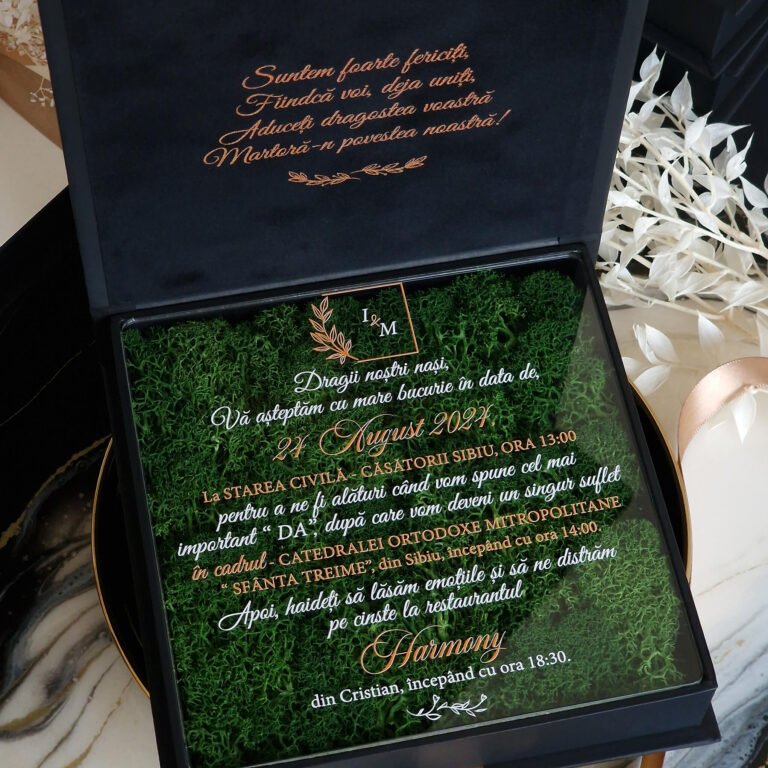 Suntem foarte fericiți,
Fiindcă voi, deja uniți,
Aduceți dragostea voastră
Martoră-n povestea noastră!
I&M
Dragii noștri nași,
Vă așteptăm cu mare bucurie în data de,
24 August 2024.
La STAREA CIVILĂ - CĂSĂTORII SIBIU, ORA 13:00
pentru a ne fi alături când vom spune cel mai
important “ DA”, după care vom deveni un singur suflet
în cadrul - CATEDRALEI ORTODOXE MITROPOLITANE
“ SFÂNTA TREIME”, din Sibiu, începând cu ora 14:00.
Apoi, haideți să lăsăm emoțiile și să ne distrăm
pe cinste la restaurantul
Harmony
din Cristian, începând cu ora 18:30.